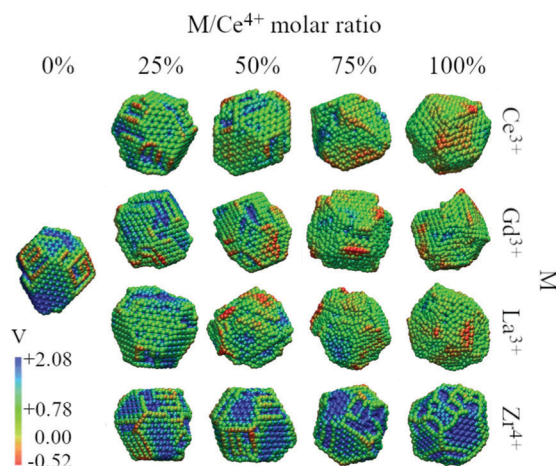 M/Ce⁴⁺ molar ratio
0% 25% 50% 75% 100%
Ce³⁺
Gd³⁺
La³⁺
Zr⁴⁺
M
V
+2.08
+0.78
0.00
-0.52